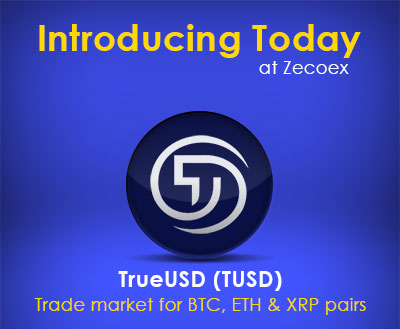 Introducing Today
at Zecoex
TrueUSD (TUSD)
Trade market for BTC, ETH & XRP pairs